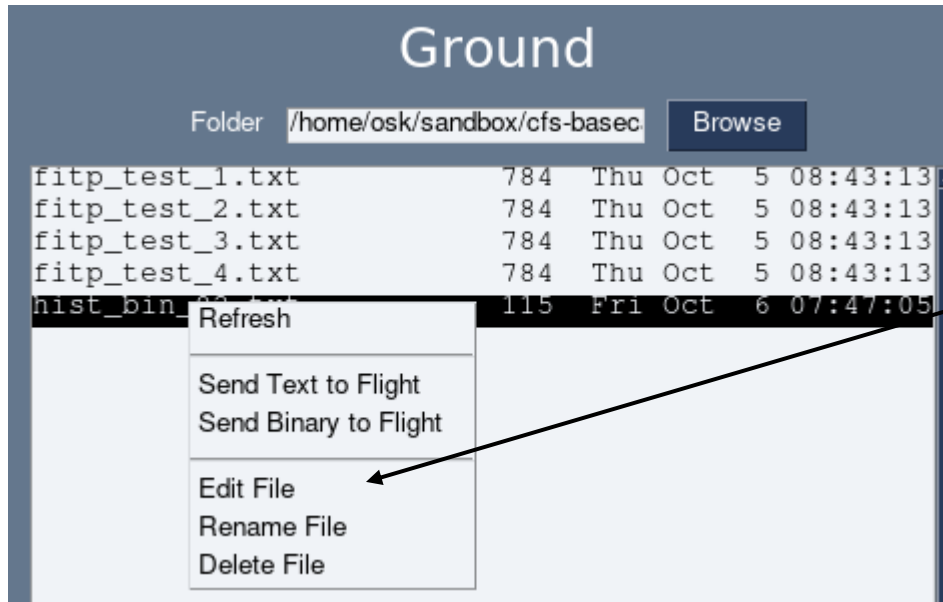 Ground
Folder /home/osk/sandbox/cfs-basec Browse
fitp_test_1.txt 784 Thu Oct 5 08:43:13
fitp_test_2.txt 784 Thu Oct 5 08:43:13
fitp_test_3.txt 784 Thu Oct 5 08:43:13
fitp_test_4.txt 784 Thu Oct 5 08:43:13
hist_bin_ 115 Fri Oct 6 07:47:05
Refresh
Send Text to Flight
Send Binary to Flight
Edit File
Rename File
Delete File